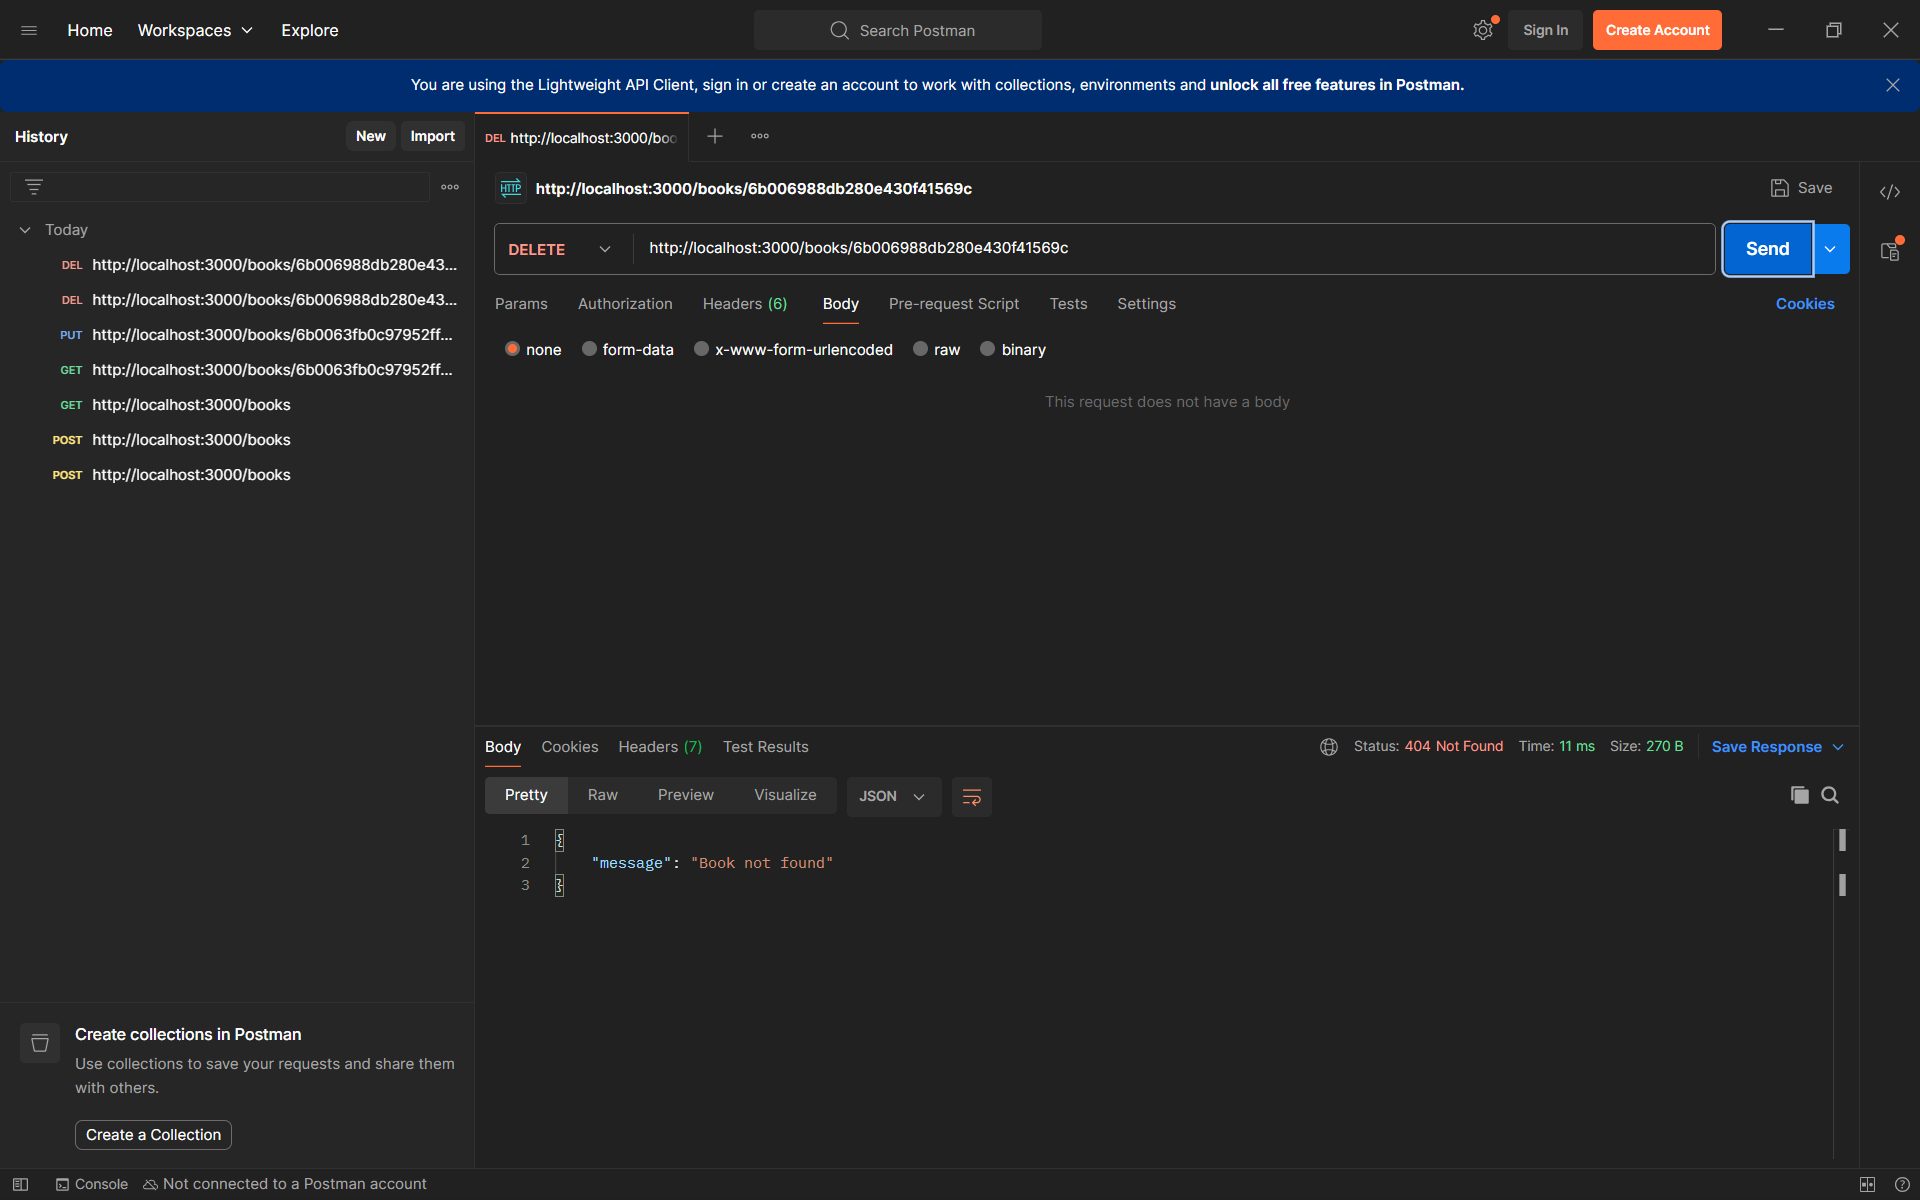 Home Workspaces Explore Search Postman Sign In Create Account
You are using the Lightweight API Client, sign in or create an account to work with collections, environments and unlock all free features in Postman.
History New Import
DEL http://localhost:3000/boo
http://localhost:3000/books/6b006988db280e430f41569c Save
DELETE http://localhost:3000/books/6b006988db280e430f41569c Send
Params Authorization Headers (6) Body Pre-request Script Tests Settings Cookies
none form-data x-www-form-urlencoded raw binary
This request does not have a body
Today
DEL http://localhost:3000/books/6b006988db280e43...
DEL http://localhost:3000/books/6b006988db280e43...
PUT http://localhost:3000/books/6b0063fb0c97952ff...
GET http://localhost:3000/books/6b0063fb0c97952ff...
GET http://localhost:3000/books
POST http://localhost:3000/books
POST http://localhost:3000/books
Body Cookies Headers (7) Test Results Status: 404 Not Found Time: 11 ms Size: 270 B Save Response
Pretty Raw Preview Visualize JSON
1 {
2 "message": "Book not found"
3 }
Create collections in Postman
Use collections to save your requests and share them
with others.
Create a Collection
Console Not connected to a Postman account